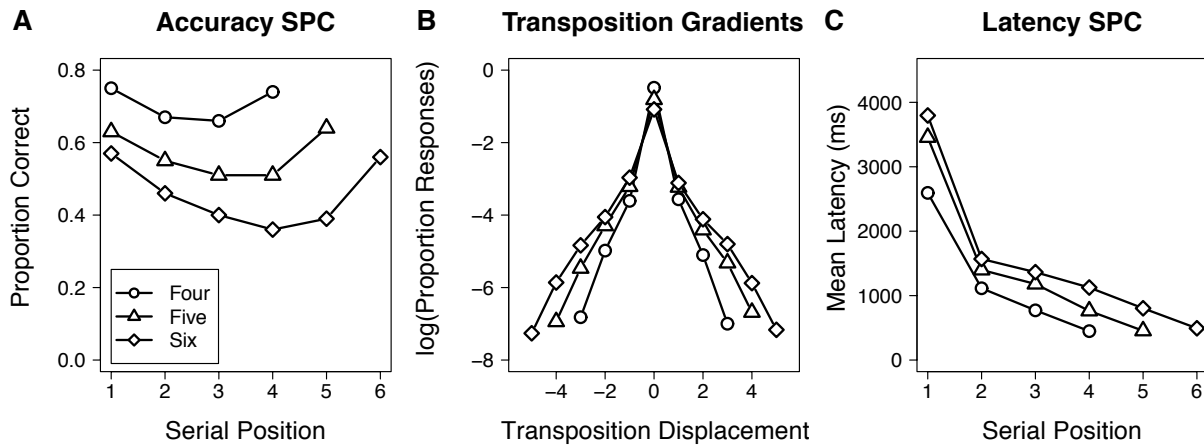 A Accuracy SPC
Proportion Correct
0.8
0.6
0.4
0.2
0.0
Four
Five
Six
1 2 3 4 5 6
Serial Position
B Transposition Gradients
log(Proportion Responses)
0
−2
−4
−6
−8
−4 −2 0 2 4
Transposition Displacement
C Latency SPC
Mean Latency (ms)
4000
3000
2000
1000
0
1 2 3 4 5 6
Serial Position